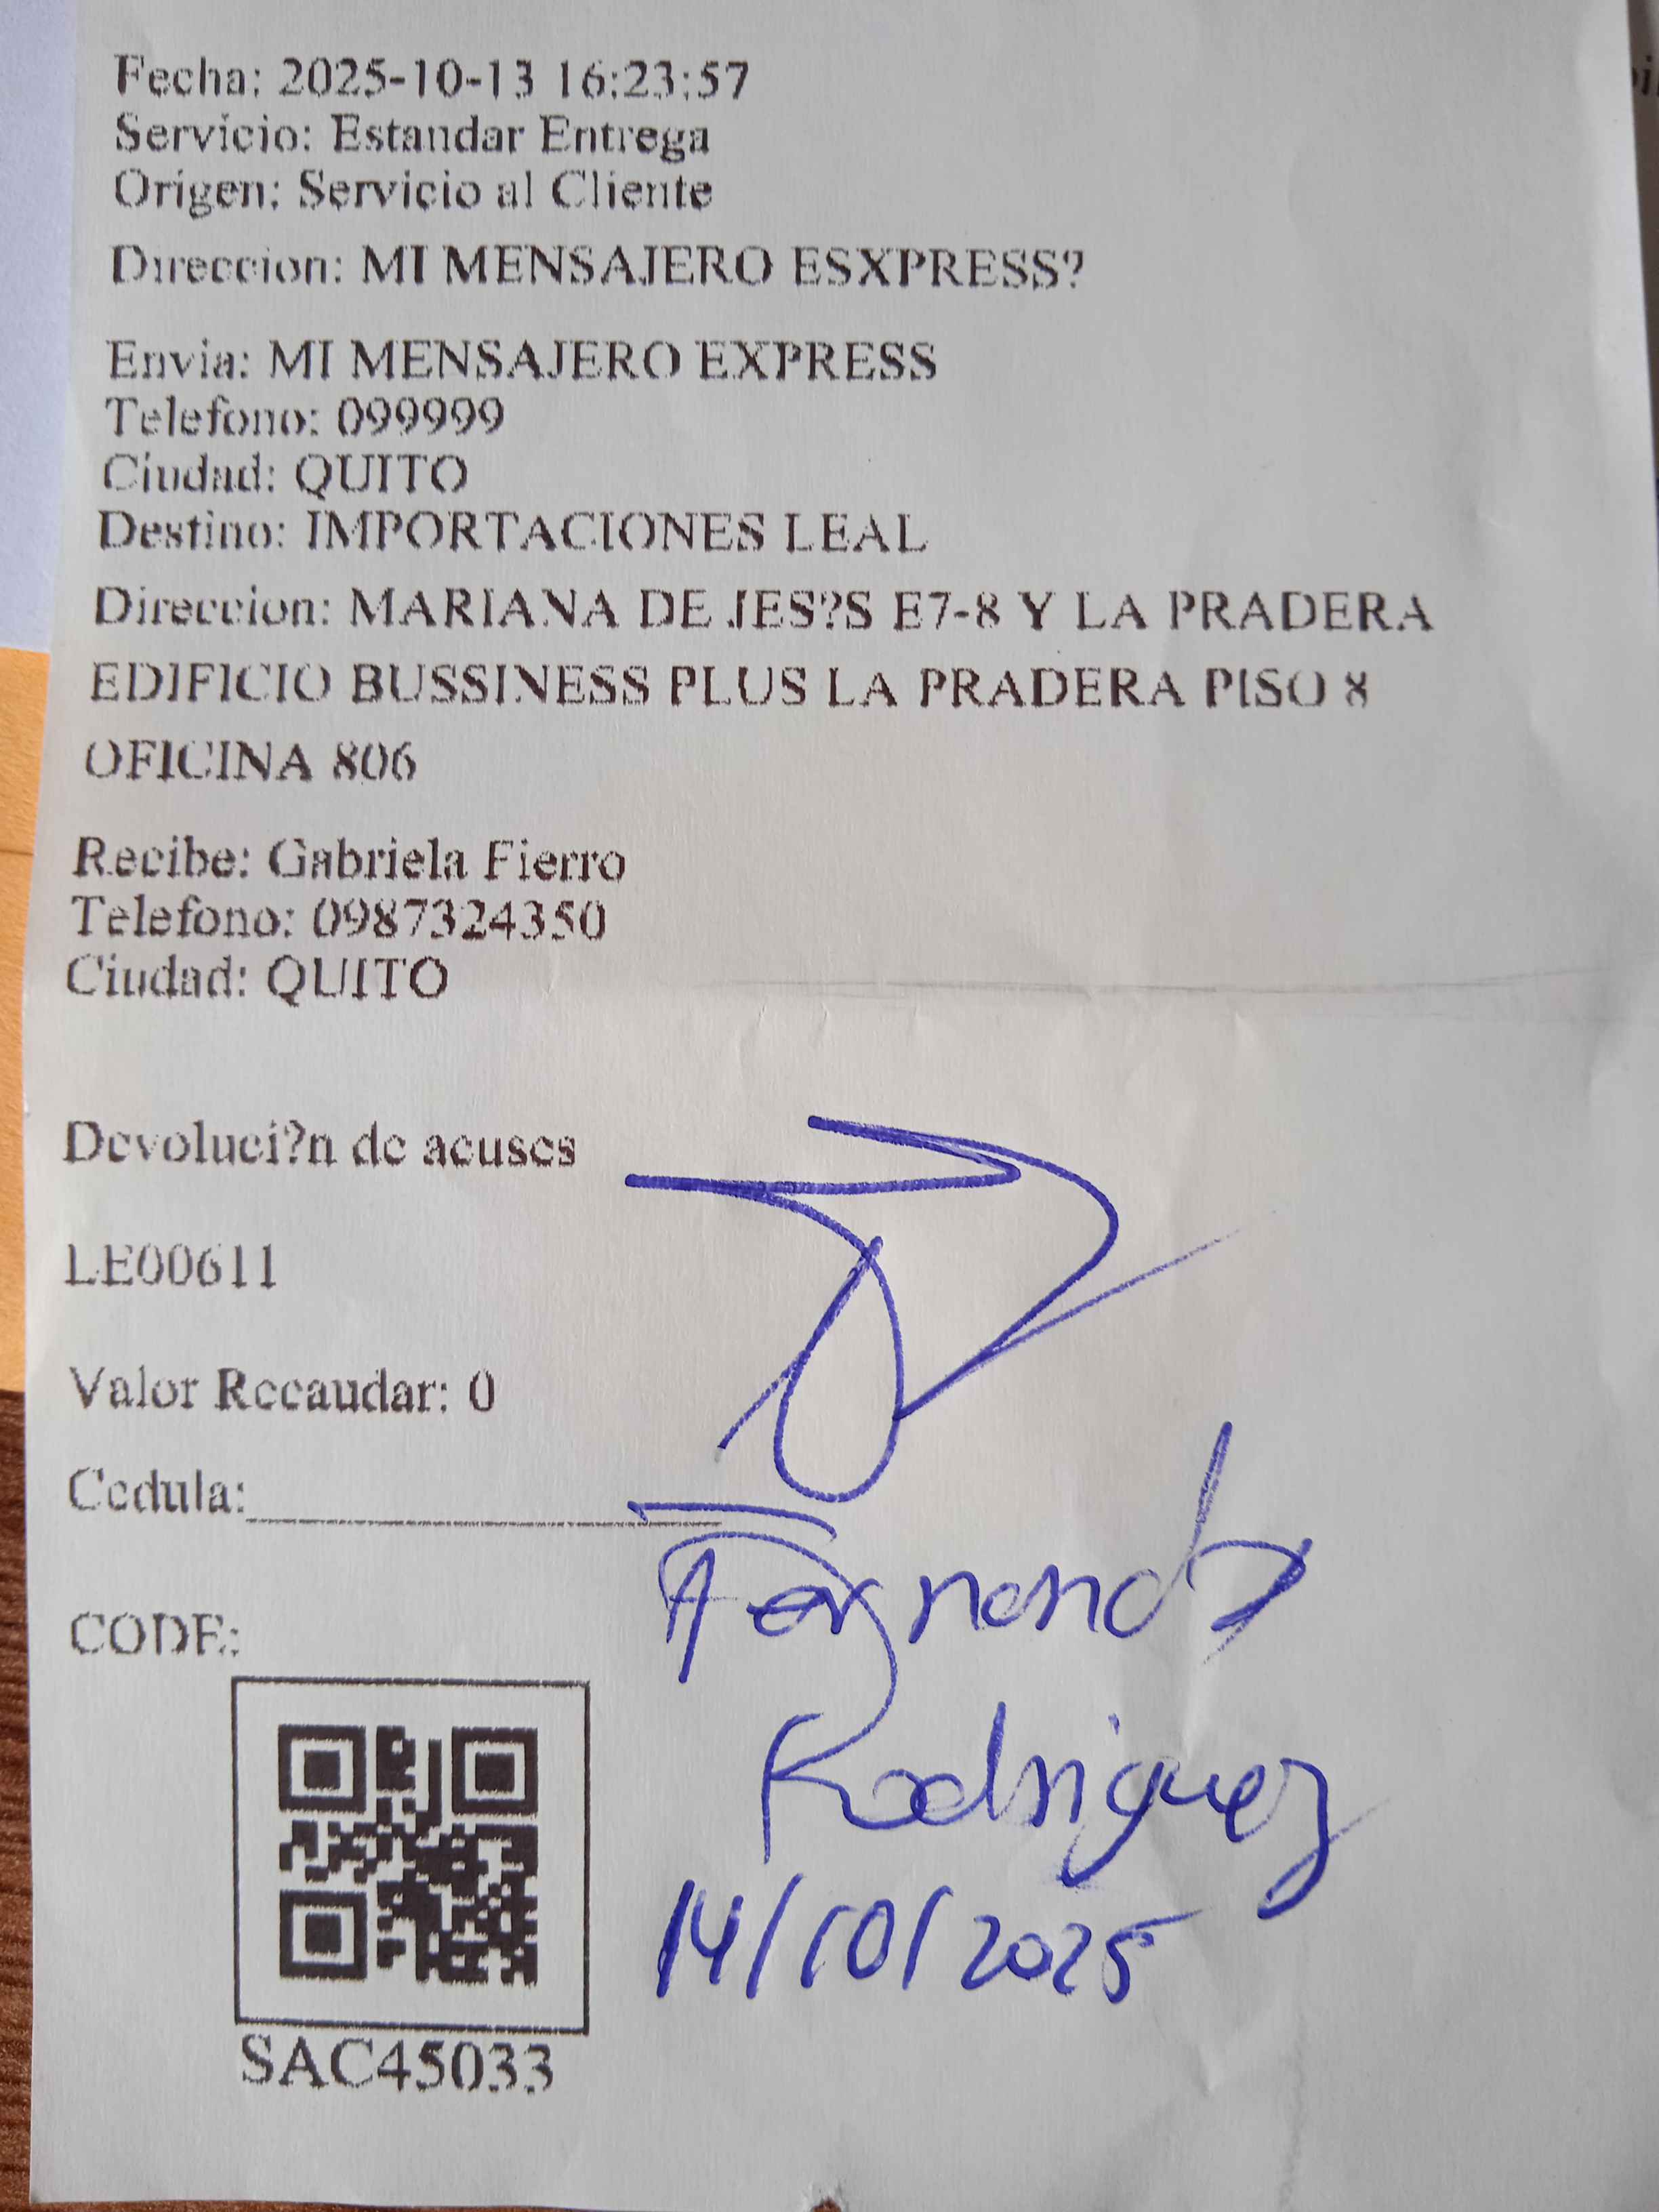 Fecha: 2025-10-13 16:23:57
Servicio: Estandar Entrega
Origen: Servicio al Cliente
Direccion: MI MENSAJERO ESXPRESS?
Envia: MI MENSAJERO EXPRESS
Telefono: 099999
Ciudad: QUITO
Destino: IMPORTACIONES LEAL
Direccion: MARIANA DE JES?S E7-8 Y LA PRADERA
EDIFICIO BUSSINESS PLUS LA PRADERA PISO 8
OFICINA 806
Recibe: Gabriela Fierro
Telefono: 0987324350
Ciudad: QUITO
Devoluci?n de acuses
LE00611
Valor Recaudar: 0
Cedula:
Fernando
CODE:
Rodriguez
14/10/2025
SAC45033